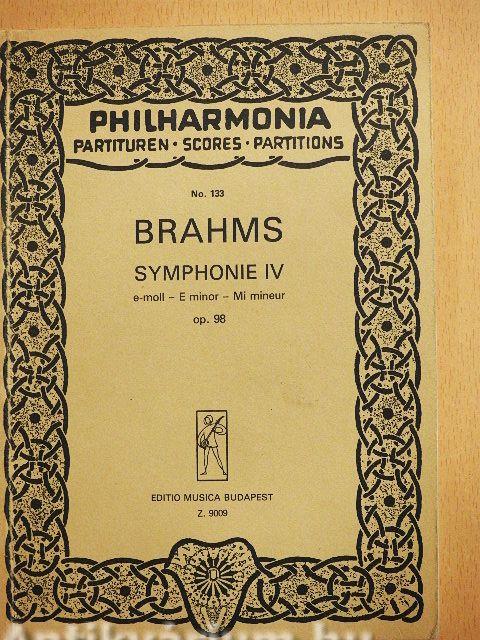 PHILHARMONIA
PARTITUREN · SCORES · PARTITIONS
No. 133
BRAHMS
SYMPHONIE IV
e-moll – E minor – Mi mineur
op. 98
EDITIO MUSICA BUDAPEST
Z. 9009